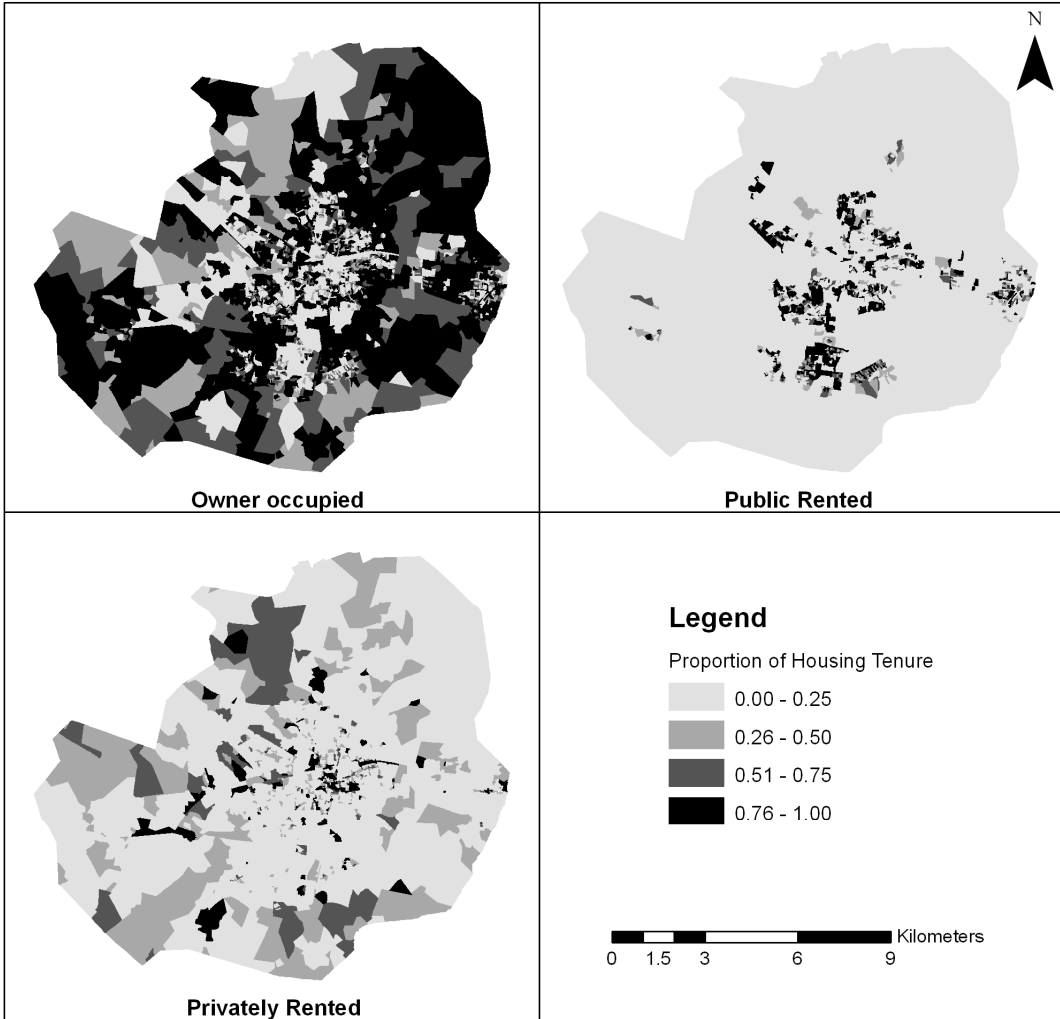 N
Owner occupied
Public Rented
Privately Rented
Legend
Proportion of Housing Tenure
0.00 - 0.25
0.26 - 0.50
0.51 - 0.75
0.76 - 1.00
Kilometers
0 1.5 3 6 9